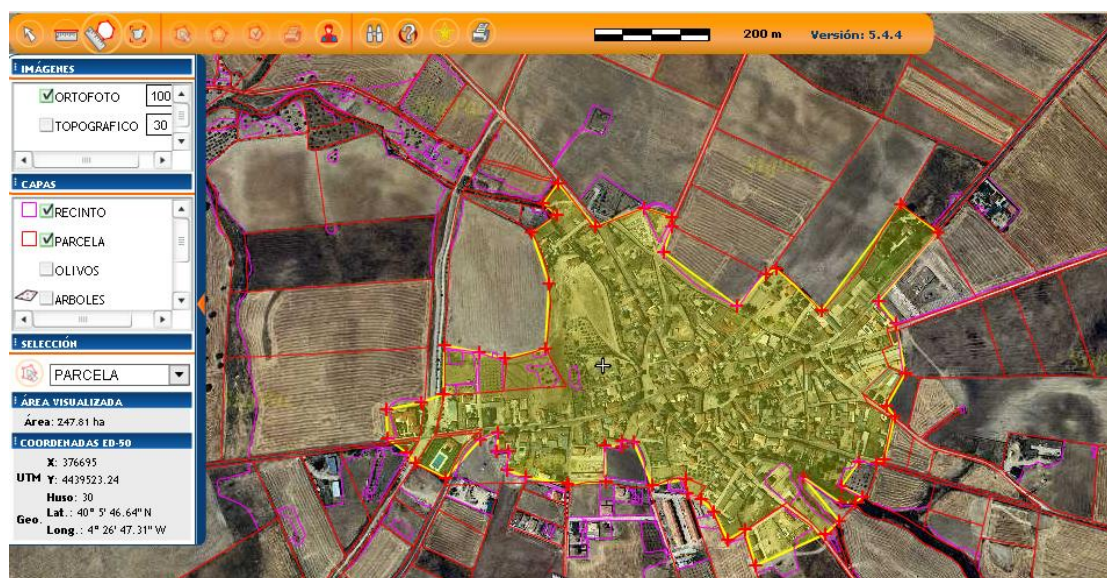 200 m
Versión: 5.4.4
IMÁGENES
ORTOFOTO 100
TOPOGRAFICO 30
CAPAS
RECINTO
PARCELA
OLIVOS
ARBOLES
SELECCIÓN
PARCELA
ÁREA VISUALIZADA
Área: 247.81 ha
COORDENADAS ED-50
UTM X: 376695
Y: 4439523.24
Huso: 30
Geo. Lat.: 40° 5' 46.64" N
Long.: 4° 26' 47.31" W